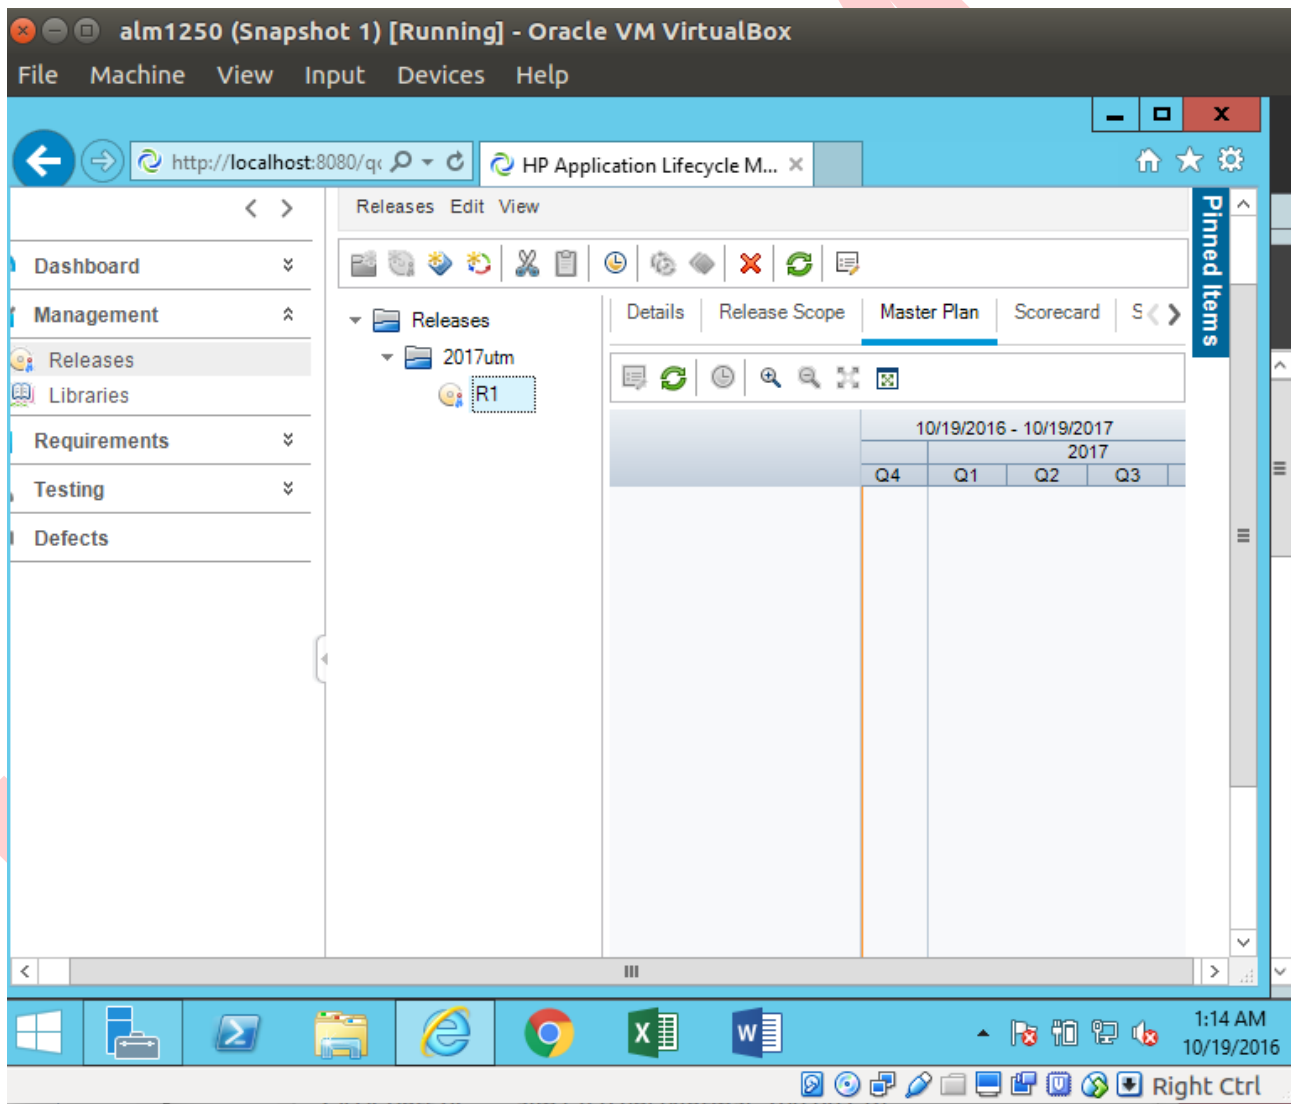 alm1250 (Snapshot 1) [Running] - Oracle VM VirtualBox
File Machine View Input Devices Help
http://localhost:8080/qc
HP Application Lifecycle M...
Releases Edit View
Pinned Items
Dashboard
Management
Releases
Libraries
Requirements
Testing
Defects
Releases
2017utm
R1
Details Release Scope Master Plan Scorecard S
10/19/2016 - 10/19/2017
2017
Q4 Q1 Q2 Q3
1:14 AM
10/19/2016
Right Ctrl